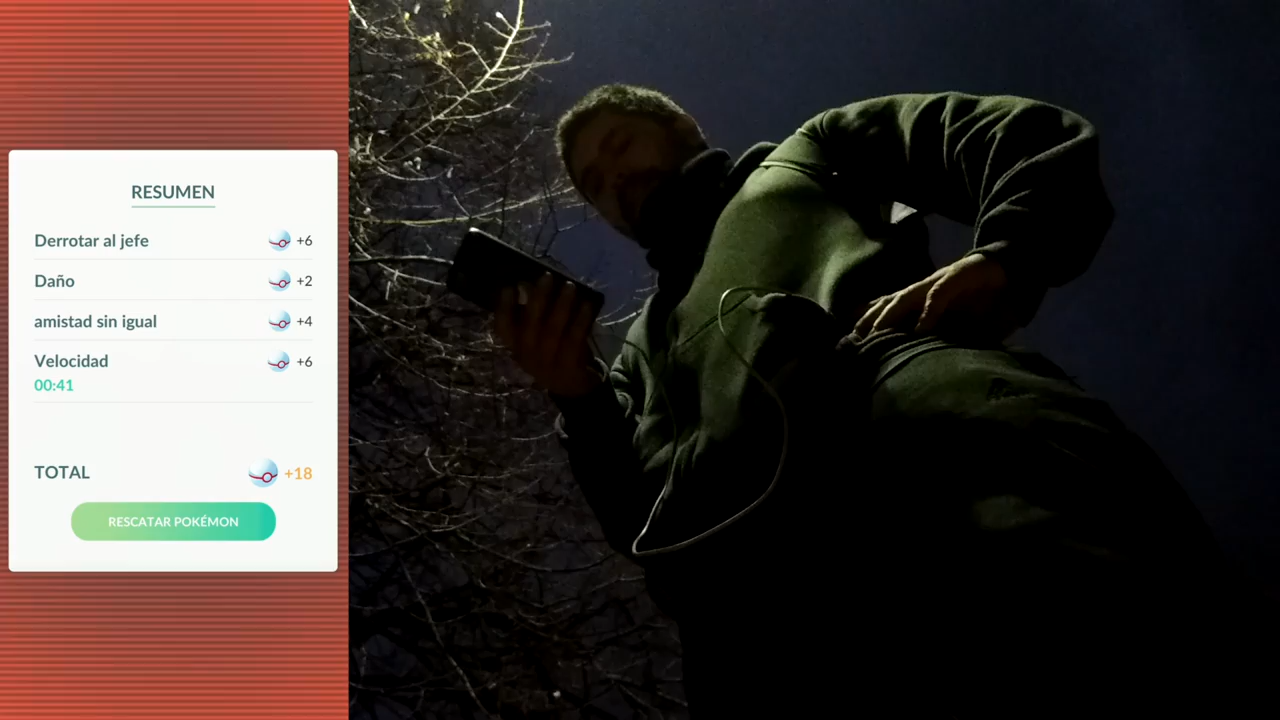 RESUMEN
Derrotar al jefe +6
Daño +2
amistad sin igual +4
Velocidad +6
00:41
TOTAL +18
RESCATAR POKÉMON